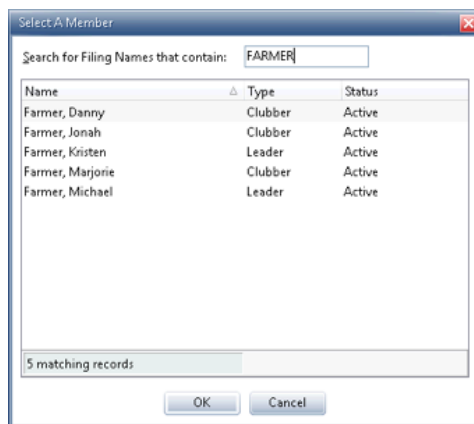 Select A Member
Search for Filing Names that contain: FARMER
Name Type Status
Farmer, Danny Clubber Active
Farmer, Jonah Clubber Active
Farmer, Kristen Leader Active
Farmer, Marjorie Clubber Active
Farmer, Michael Leader Active
5 matching records
OK Cancel